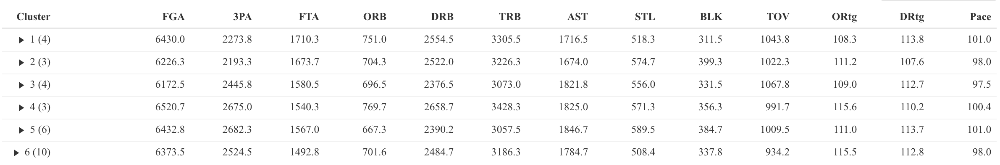 Cluster FGA 3PA FTA ORB DRB TRB AST STL BLK TOV ORtg DRtg Pace
▶ 1 (4) 6430.0 2273.8 1710.3 751.0 2554.5 3305.5 1716.5 518.3 311.5 1043.8 108.3 113.8 101.0
▶ 2 (3) 6226.3 2193.3 1673.7 704.3 2522.0 3226.3 1674.0 574.7 399.3 1022.3 111.2 107.6 98.0
▶ 3 (4) 6172.5 2445.8 1580.5 696.5 2376.5 3073.0 1821.8 556.0 331.5 1067.8 109.0 112.7 97.5
▶ 4 (3) 6520.7 2675.0 1540.3 769.7 2658.7 3428.3 1825.0 571.3 356.3 991.7 115.6 110.2 100.4
▶ 5 (6) 6432.8 2682.3 1567.0 667.3 2390.2 3057.5 1846.7 589.5 384.7 1009.5 111.0 113.7 101.0
▶ 6 (10) 6373.5 2524.5 1492.8 701.6 2484.7 3186.3 1784.7 508.4 337.8 934.2 115.5 112.8 98.0